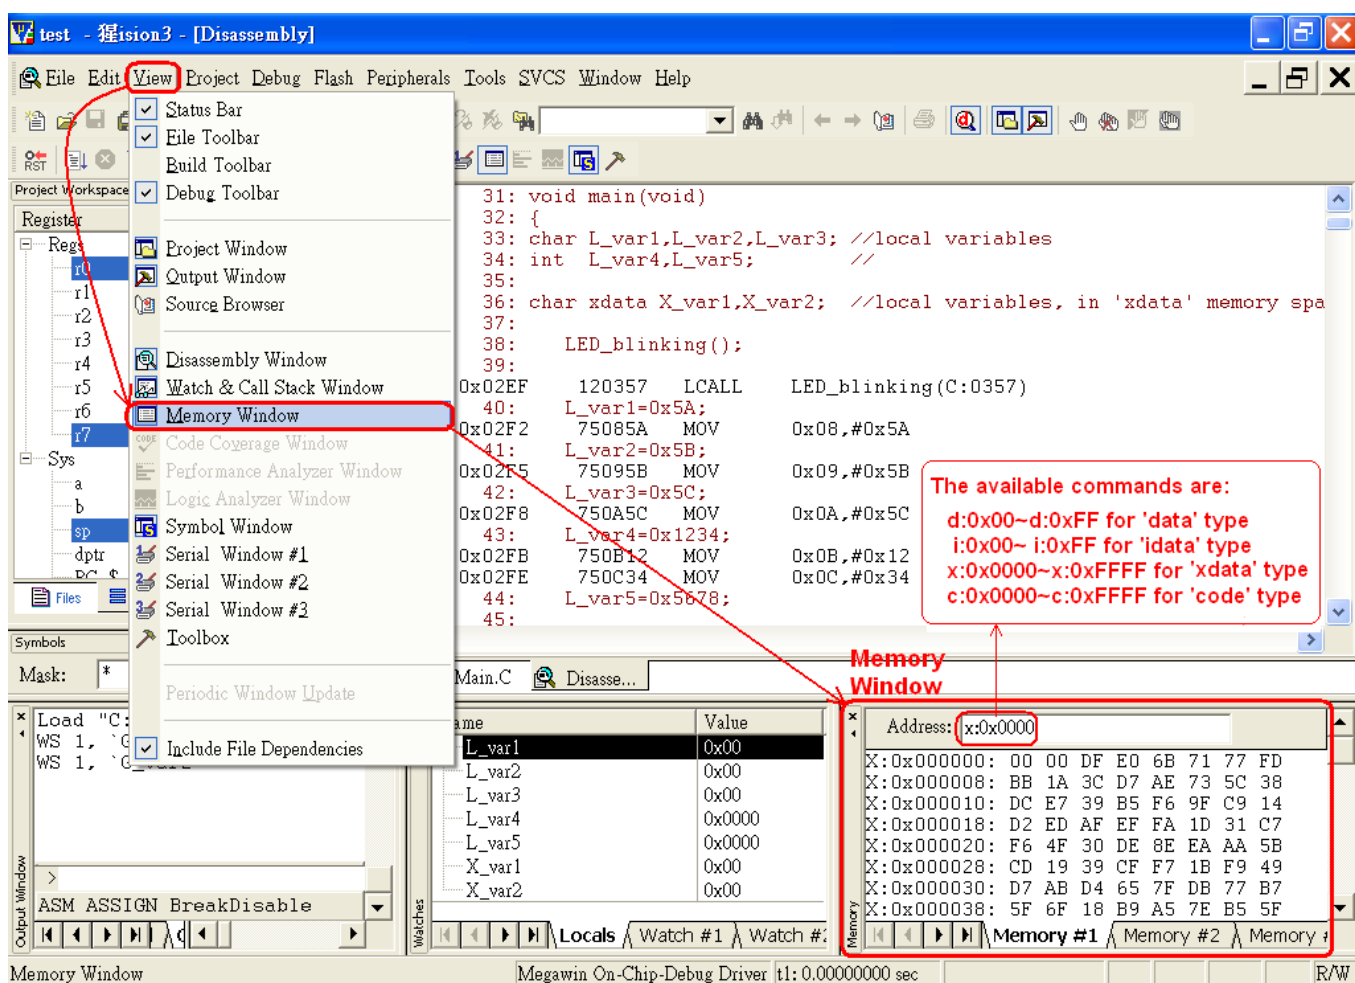 test - 猩ision3 - [Disassembly]
File Edit View Project Debug Flash Peripherals Tools SVCS Window Help
Status Bar
File Toolbar
Build Toolbar
Debug Toolbar
Project Window
Output Window
Source Browser
Disassembly Window
Watch & Call Stack Window
Memory Window
Code Coverage Window
Performance Analyzer Window
Logic Analyzer Window
Symbol Window
Serial Window #1
Serial Window #2
Serial Window #3
Toolbox
Periodic Window Update
Include File Dependencies
RST
Project Workspace
Register
Regs
r0
r1
r2
r3
r4
r5
r6
r7
Sys
a
b
sp
dptr
PC $
Files
31: void main(void)
32: {
33: char L_var1,L_var2,L_var3; //local variables
34: int L_var4,L_var5; //
35:
36: char xdata X_var1,X_var2; //local variables, in 'xdata' memory spa
37:
38: LED_blinking();
39:
0x02EF 120357 LCALL LED_blinking(C:0357)
40: L_var1=0x5A;
0x02F2 75085A MOV 0x08,#0x5A
41: L_var2=0x5B;
0x02F5 75095B MOV 0x09,#0x5B
42: L_var3=0x5C;
0x02F8 750A5C MOV 0x0A,#0x5C
43: L_var4=0x1234;
0x02FB 750B12 MOV 0x0B,#0x12
0x02FE 750C34 MOV 0x0C,#0x34
44: L_var5=0x5678;
45:
The available commands are:
d:0x00~d:0xFF for 'data' type
i:0x00~ i:0xFF for 'idata' type
x:0x0000~x:0xFFFF for 'xdata' type
c:0x0000~c:0xFFFF for 'code' type
Symbols
Mask: *
Main.C Disasse...
Memory
Window
Load "C:
WS 1, `G
WS 1, `G_var2
>
ASM ASSIGN BreakDisable
Output Window
ame Value
L_var1 0x00
L_var2 0x00
L_var3 0x00
L_var4 0x0000
L_var5 0x0000
X_var1 0x00
X_var2 0x00
Watches
Locals Watch #1 Watch #2
Address: x:0x0000
X:0x000000: 00 00 DF E0 6B 71 77 FD
X:0x000008: BB 1A 3C D7 AE 73 5C 38
X:0x000010: DC E7 39 B5 F6 9F C9 14
X:0x000018: D2 ED AF EF FA 1D 31 C7
X:0x000020: F6 4F 30 DE 8E EA AA 5B
X:0x000028: CD 19 39 CF F7 1B F9 49
X:0x000030: D7 AB D4 65 7F DB 77 B7
X:0x000038: 5F 6F 18 B9 A5 7E B5 5F
Memory
Memory #1 Memory #2 Memory #
Memory Window
Megawin On-Chip-Debug Driver t1: 0.00000000 sec R/W